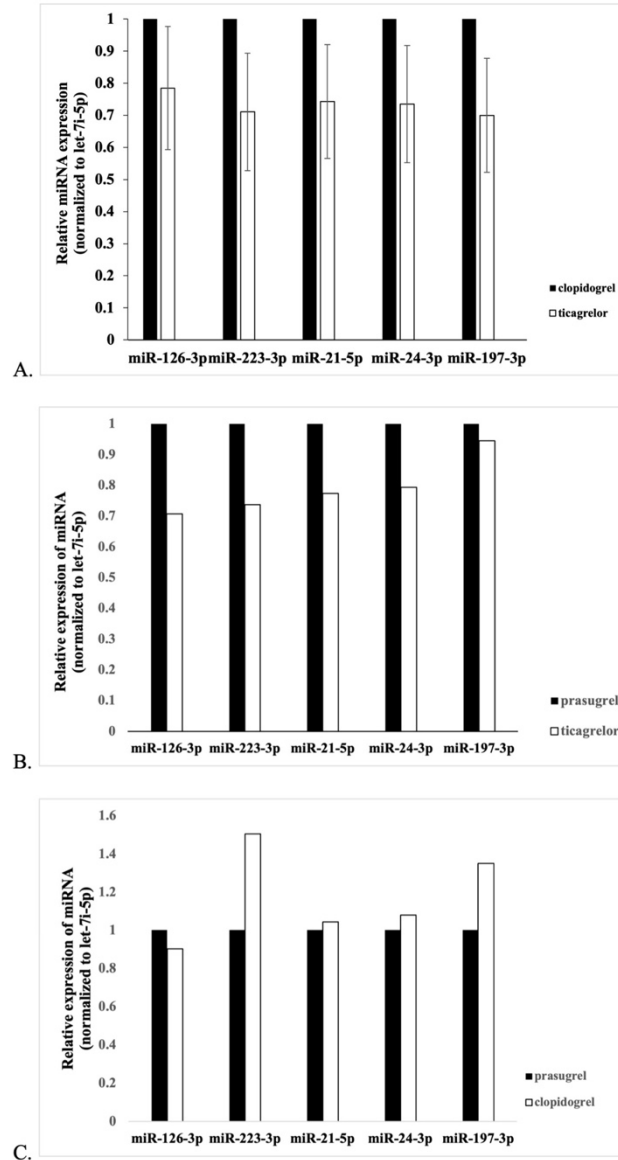 1
0.9
0.8
0.7
0.6
0.5
0.4
0.3
0.2
0.1
0
Relative miRNA expression
(normalized to let-7i-5p)
miR-126-3p miR-223-3p miR-21-5p miR-24-3p miR-197-3p
clopidogrel
ticagrelor
A.
1
0.9
0.8
0.7
0.6
0.5
0.4
0.3
0.2
0.1
0
Relative expression of miRNA
(normalized to let-7i-5p)
miR-126-3p miR-223-3p miR-21-5p miR-24-3p miR-197-3p
prasugrel
ticagrelor
B.
1.6
1.4
1.2
1
0.8
0.6
0.4
0.2
0
Relative expression of miRNA
(normalized to let-7i-5p)
miR-126-3p miR-223-3p miR-21-5p miR-24-3p miR-197-3p
prasugrel
clopidogrel
C.